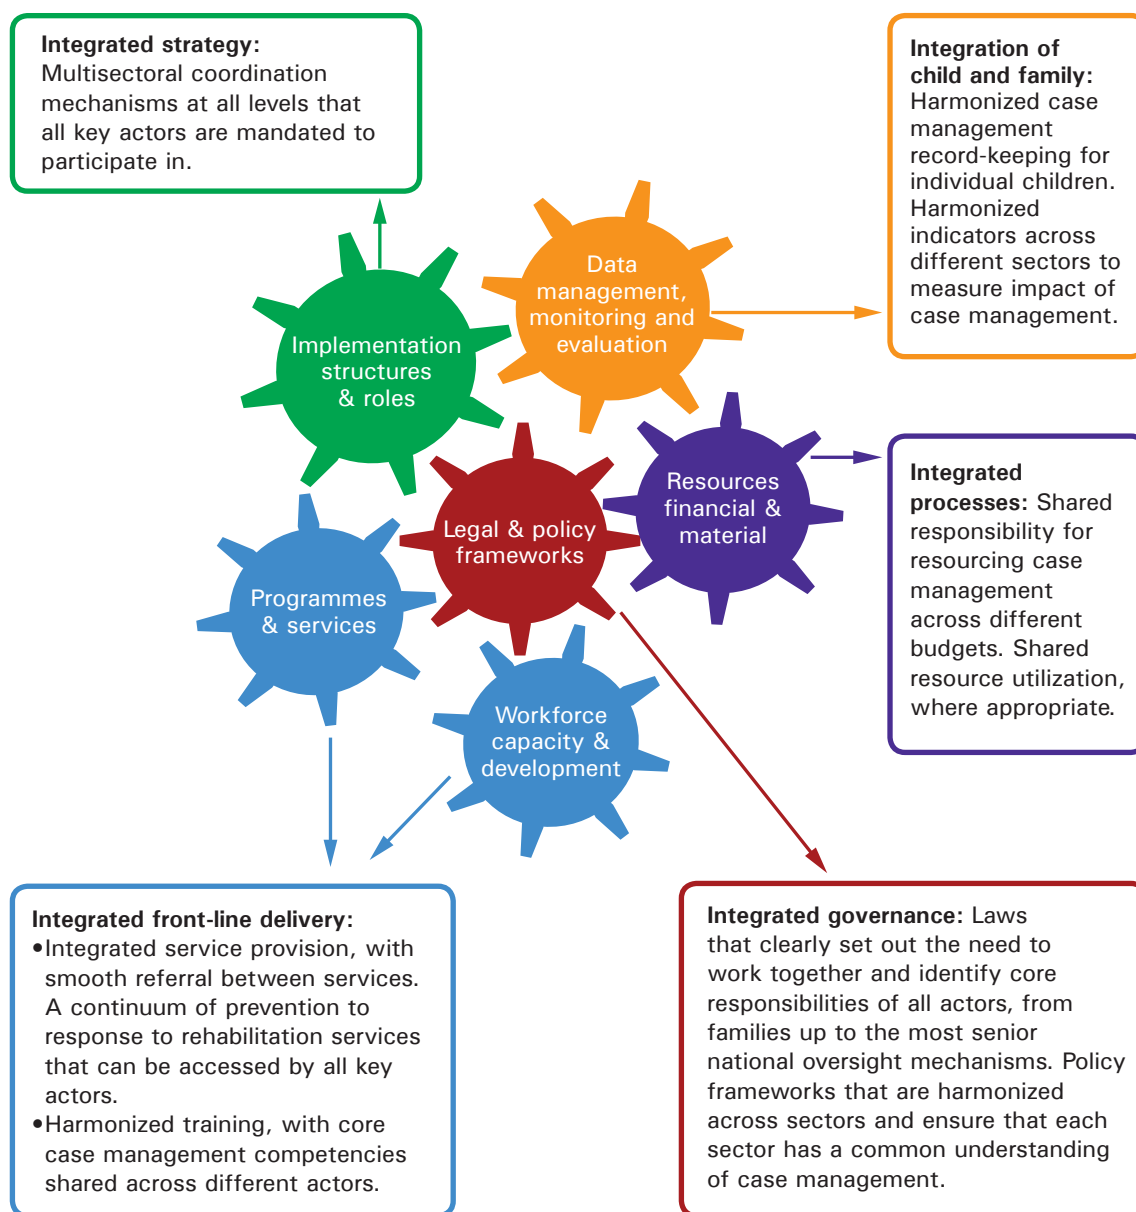 Integrated strategy:
Multisectoral coordination
mechanisms at all levels that
all key actors are mandated to
participate in.
Integration of
child and family:
Harmonized case
management
record-keeping for
individual children.
Harmonized
indicators across
different sectors to
measure impact of
case management.
Data
management,
monitoring and
evaluation
Implementation
structures
& roles
Resources
financial &
material
Integrated
processes: Shared
responsibility for
resourcing case
management
across different
budgets. Shared
resource utilization,
where appropriate.
Legal & policy
frameworks
Programmes
& services
Workforce
capacity &
development
Integrated front-line delivery:
•Integrated service provision, with
smooth referral between services.
A continuum of prevention to
response to rehabilitation services
that can be accessed by all key
actors.
•Harmonized training, with core
case management competencies
shared across different actors.
Integrated governance: Laws
that clearly set out the need to
work together and identify core
responsibilities of all actors, from
families up to the most senior
national oversight mechanisms. Policy
frameworks that are harmonized
across sectors and ensure that each
sector has a common understanding
of case management.